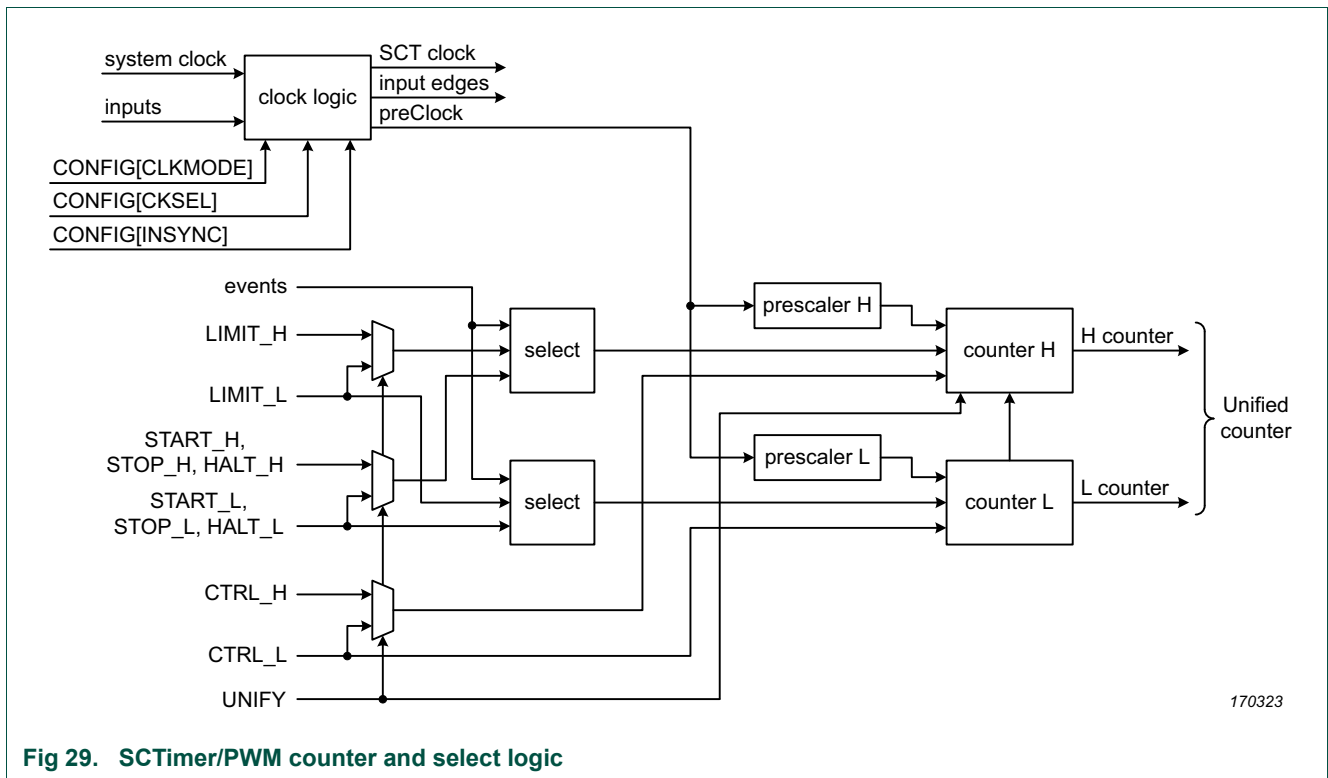 system clock
inputs
clock logic
SCT clock
input edges
preClock
CONFIG[CLKMODE]
CONFIG[CKSEL]
CONFIG[INSYNC]
events
LIMIT_H
LIMIT_L
START_H,
STOP_H, HALT_H
START_L,
STOP_L, HALT_L
CTRL_H
CTRL_L
UNIFY
select
select
prescaler H
prescaler L
counter H
counter L
H counter
L counter
Unified
counter
170323
Fig 29. SCTimer/PWM counter and select logic